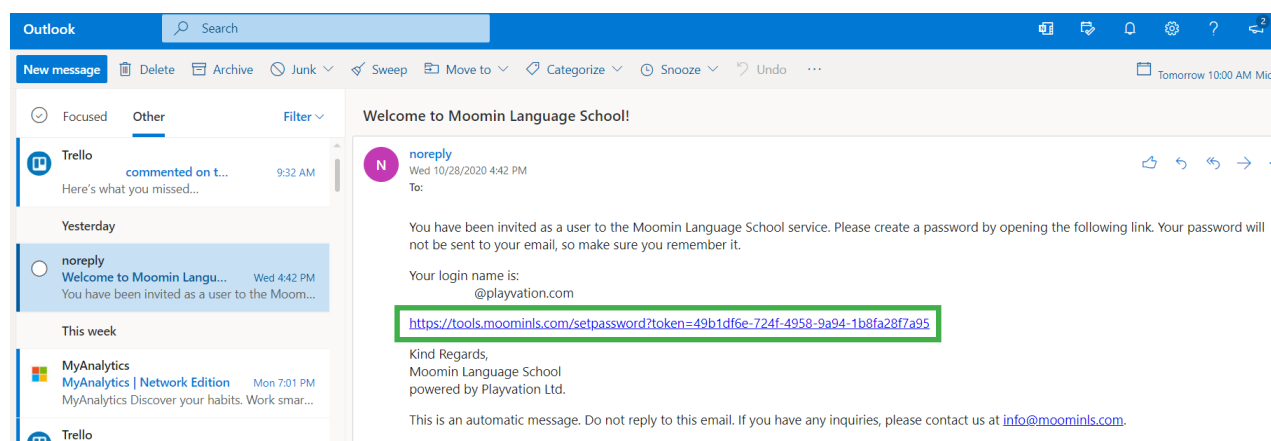 Outlook
Search
2
New message
Delete
Archive
Junk
Sweep
Move to
Categorize
Snooze
Undo
···
Tomorrow 10:00 AM Mic
Focused
Other
Filter
Welcome to Moomin Language School!
Trello
commented on t...
9:32 AM
Here's what you missed...
Yesterday
noreply
Welcome to Moomin Langu...
Wed 4:42 PM
You have been invited as a user to the Moom...
This week
MyAnalytics
MyAnalytics | Network Edition
Mon 7:01 PM
MyAnalytics Discover your habits. Work smar...
Trello
N
noreply
Wed 10/28/2020 4:42 PM
To:
You have been invited as a user to the Moomin Language School service. Please create a password by opening the following link. Your password will
not be sent to your email, so make sure you remember it.
Your login name is:
@playvation.com
https://tools.moominls.com/setpassword?token=49b1df6e-724f-4958-9a94-1b8fa28f7a95
Kind Regards,
Moomin Language School
powered by Playvation Ltd.
This is an automatic message. Do not reply to this email. If you have any inquiries, please contact us at info@moominls.com.